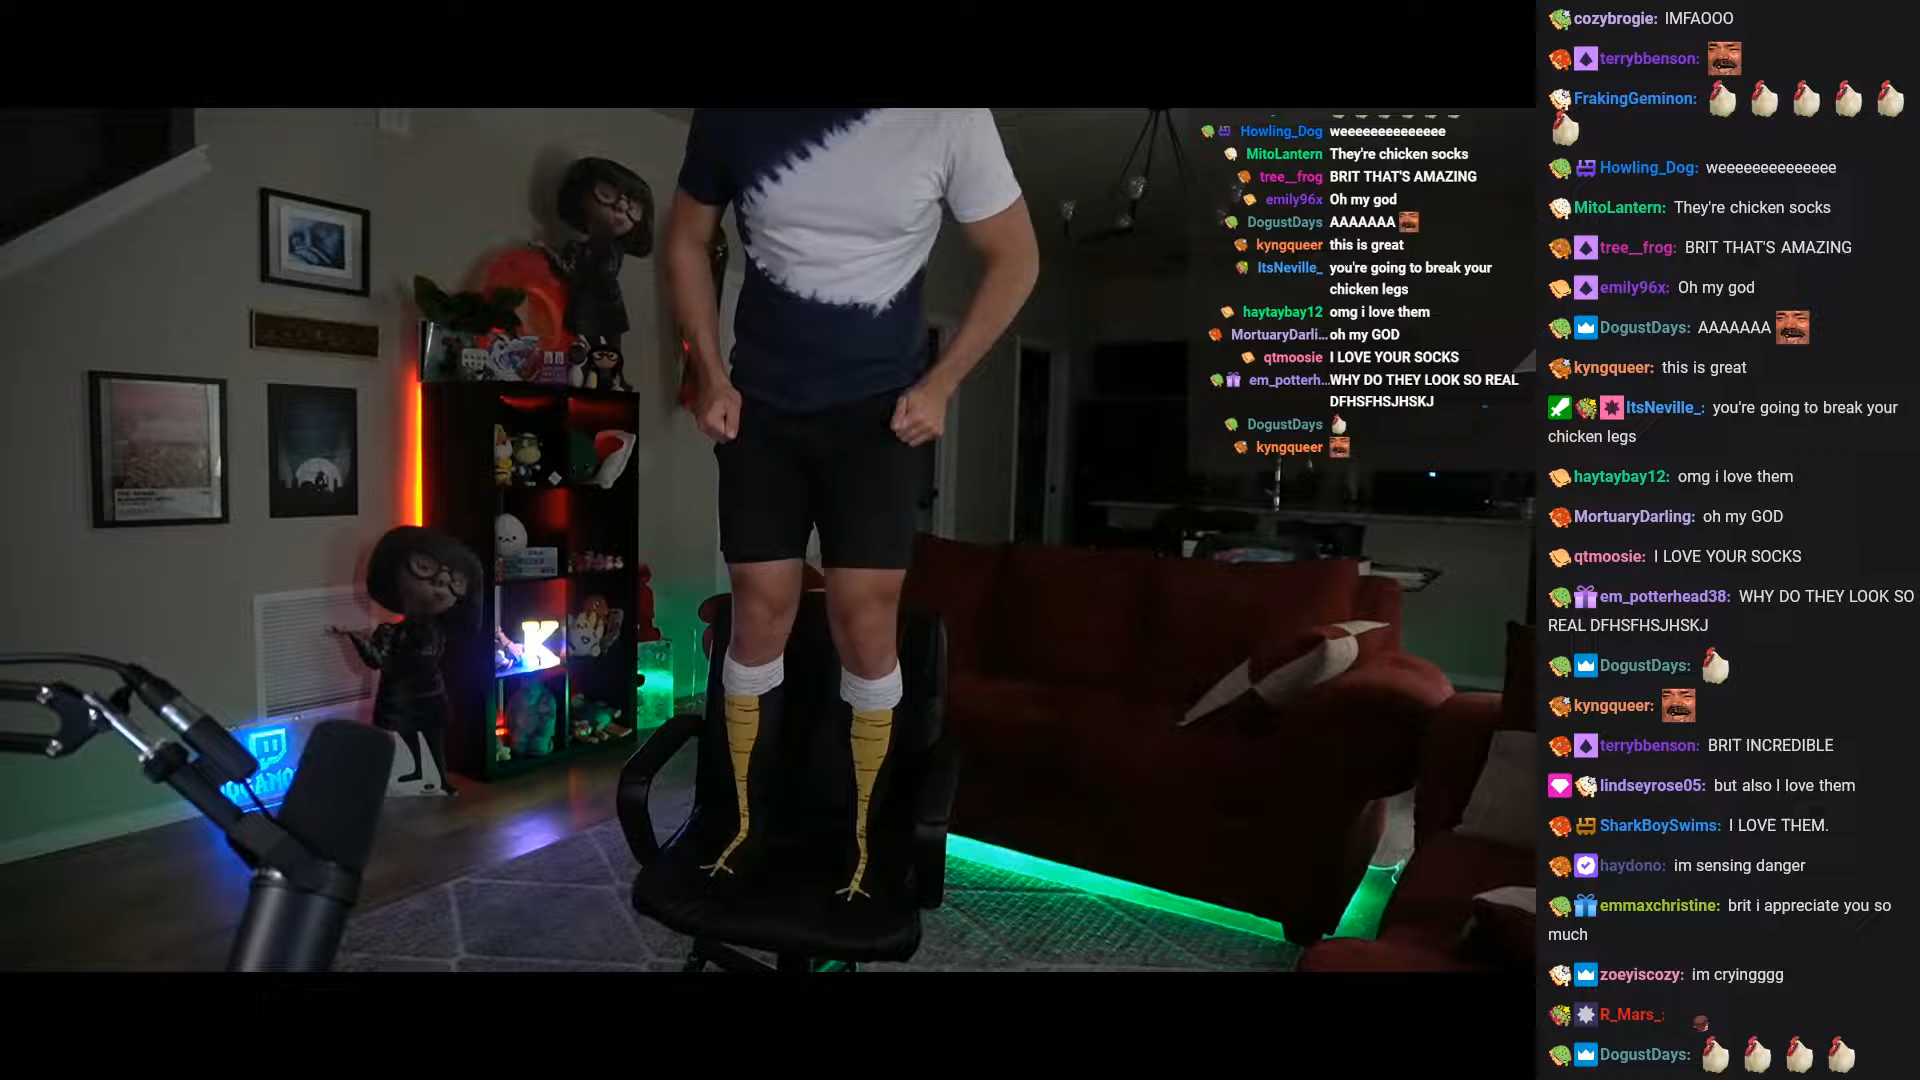 Howling_Dog weeeeeeeeeeeeee
MitoLantern They're chicken socks
tree__frog BRIT THAT'S AMAZING
emily96x Oh my god
DogustDays AAAAAAA
kyngqueer this is great
ItsNeville_ you're going to break your
chicken legs
haytaybay12 omg i love them
MortuaryDarli... oh my GOD
qtmoosie I LOVE YOUR SOCKS
em_potterh... WHY DO THEY LOOK SO REAL
DFHSFHSJHSKJ
DogustDays
kyngqueer
K
cozybrogie: IMFAOOO
terrybbenson:
FrakingGeminon:
Howling_Dog: weeeeeeeeeeeeee
MitoLantern: They're chicken socks
tree__frog: BRIT THAT'S AMAZING
emily96x: Oh my god
DogustDays: AAAAAAA
kyngqueer: this is great
ItsNeville_: you're going to break your
chicken legs
haytaybay12: omg i love them
MortuaryDarling: oh my GOD
qtmoosie: I LOVE YOUR SOCKS
em_potterhead38: WHY DO THEY LOOK SO
REAL DFHSFHSJHSKJ
DogustDays:
kyngqueer:
terrybbenson: BRIT INCREDIBLE
lindseyrose05: but also I love them
SharkBoySwims: I LOVE THEM.
haydono: im sensing danger
emmaxchristine: brit i appreciate you so
much
zoeyiscozy: im cryingggg
R_Mars_:
DogustDays: